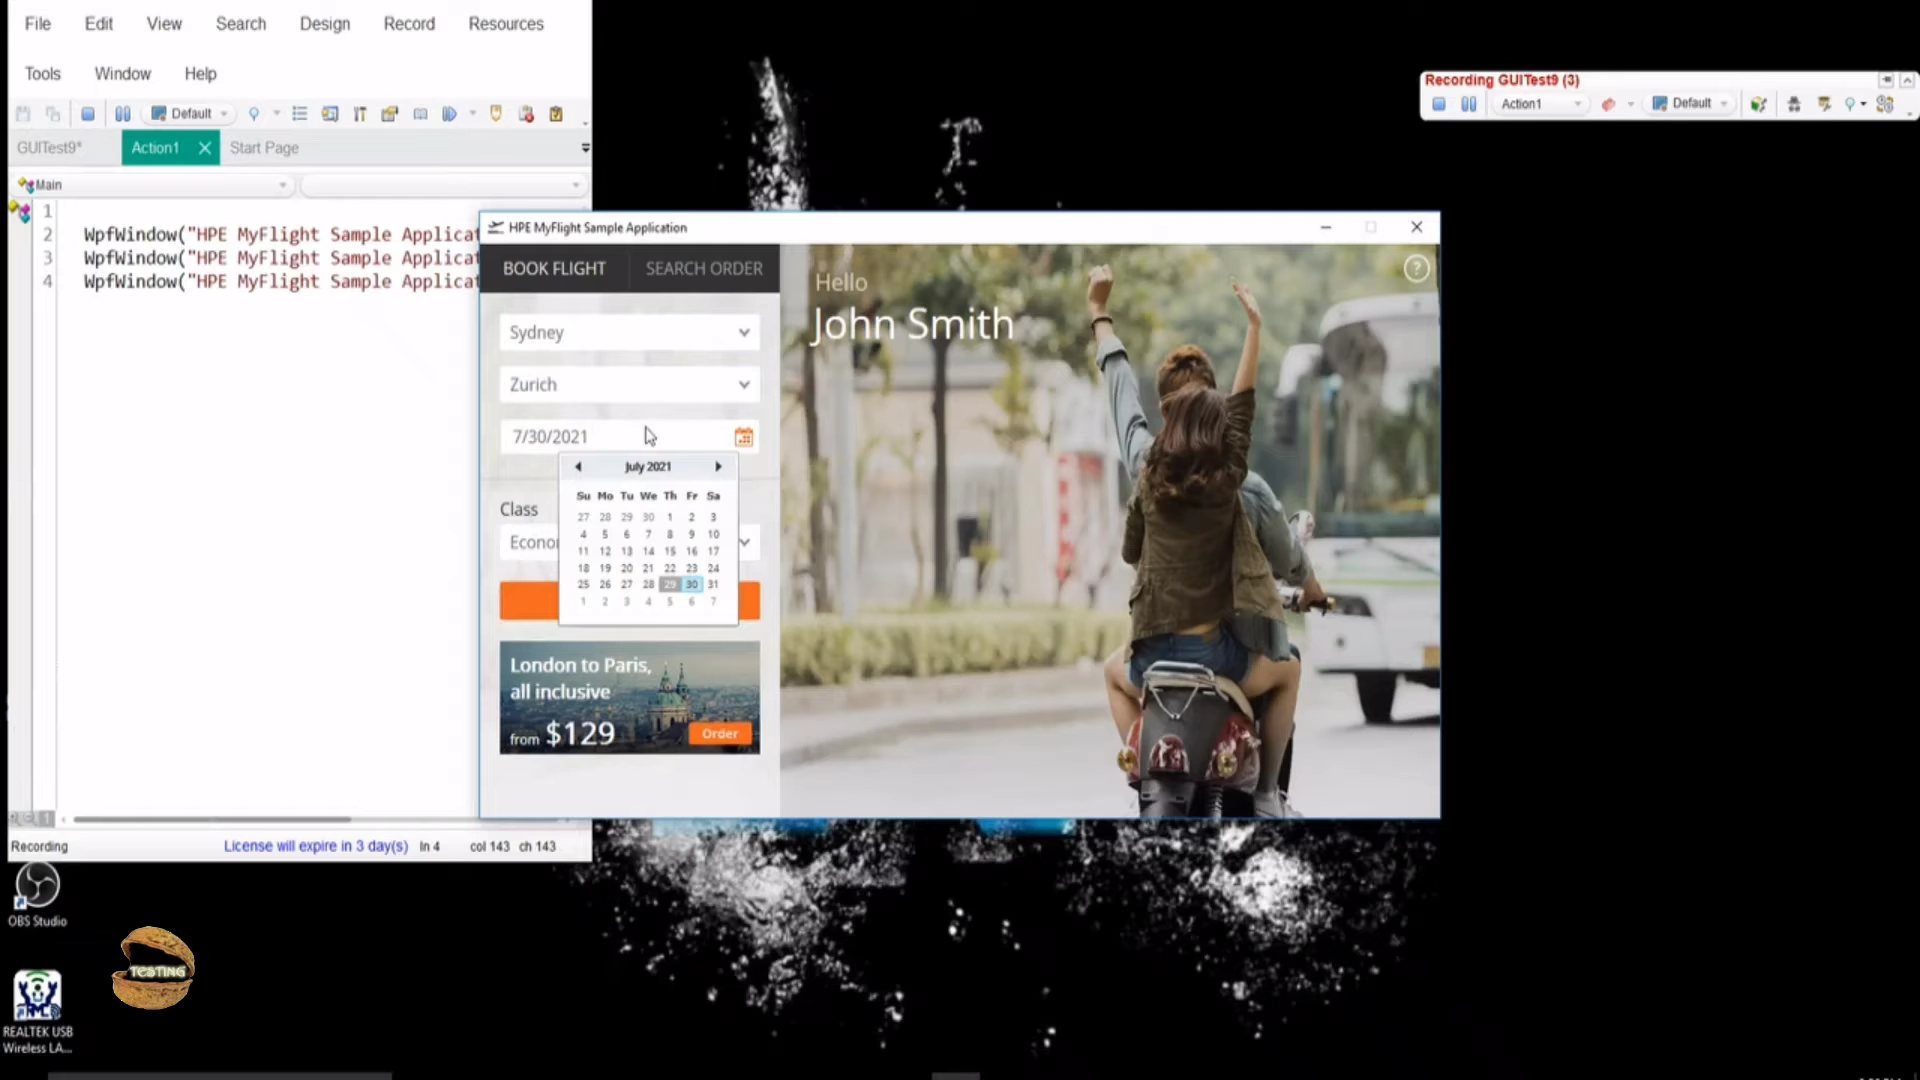 File Edit View Search Design Record Resources
Tools Window Help
Default
GUITest9* Action1 Start Page
Main
1
2 WpfWindow("HPE MyFlight Sample Applicat
3 WpfWindow("HPE MyFlight Sample Applicat
4 WpfWindow("HPE MyFlight Sample Applicat
Recording License will expire in 3 day(s) ln 4 col 143 ch 143
Recording GUITest9 (3)
Action1 Default
HPE MyFlight Sample Application
BOOK FLIGHT SEARCH ORDER
Sydney
Zurich
7/30/2021
July 2021
Su Mo Tu We Th Fr Sa
27 28 29 30 1 2 3
4 5 6 7 8 9 10
11 12 13 14 15 16 17
18 19 20 21 22 23 24
25 26 27 28 29 30 31
1 2 3 4 5 6 7
Class
Econo
London to Paris,
all inclusive
from $129
Order
Hello
John Smith
?
OBS Studio
TESTING
REALTEK USB
Wireless LA...